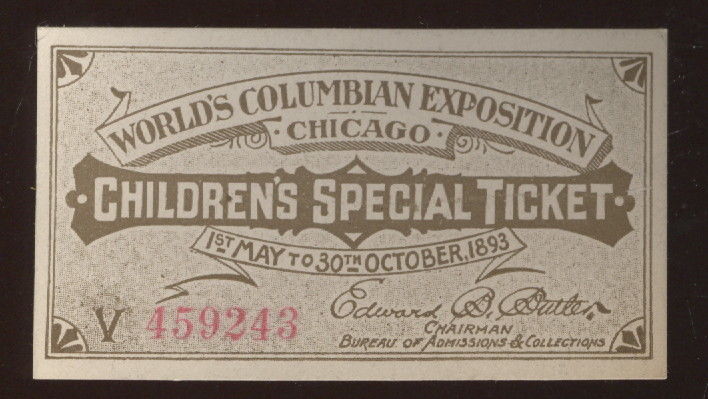 WORLD'S COLUMBIAN EXPOSITION
· CHICAGO ·
· CHILDREN'S SPECIAL TICKET ·
1ST MAY TO 30TH OCTOBER, 1893
V 459243
Edward B. Butler,
CHAIRMAN
BUREAU OF ADMISSIONS & COLLECTIONS